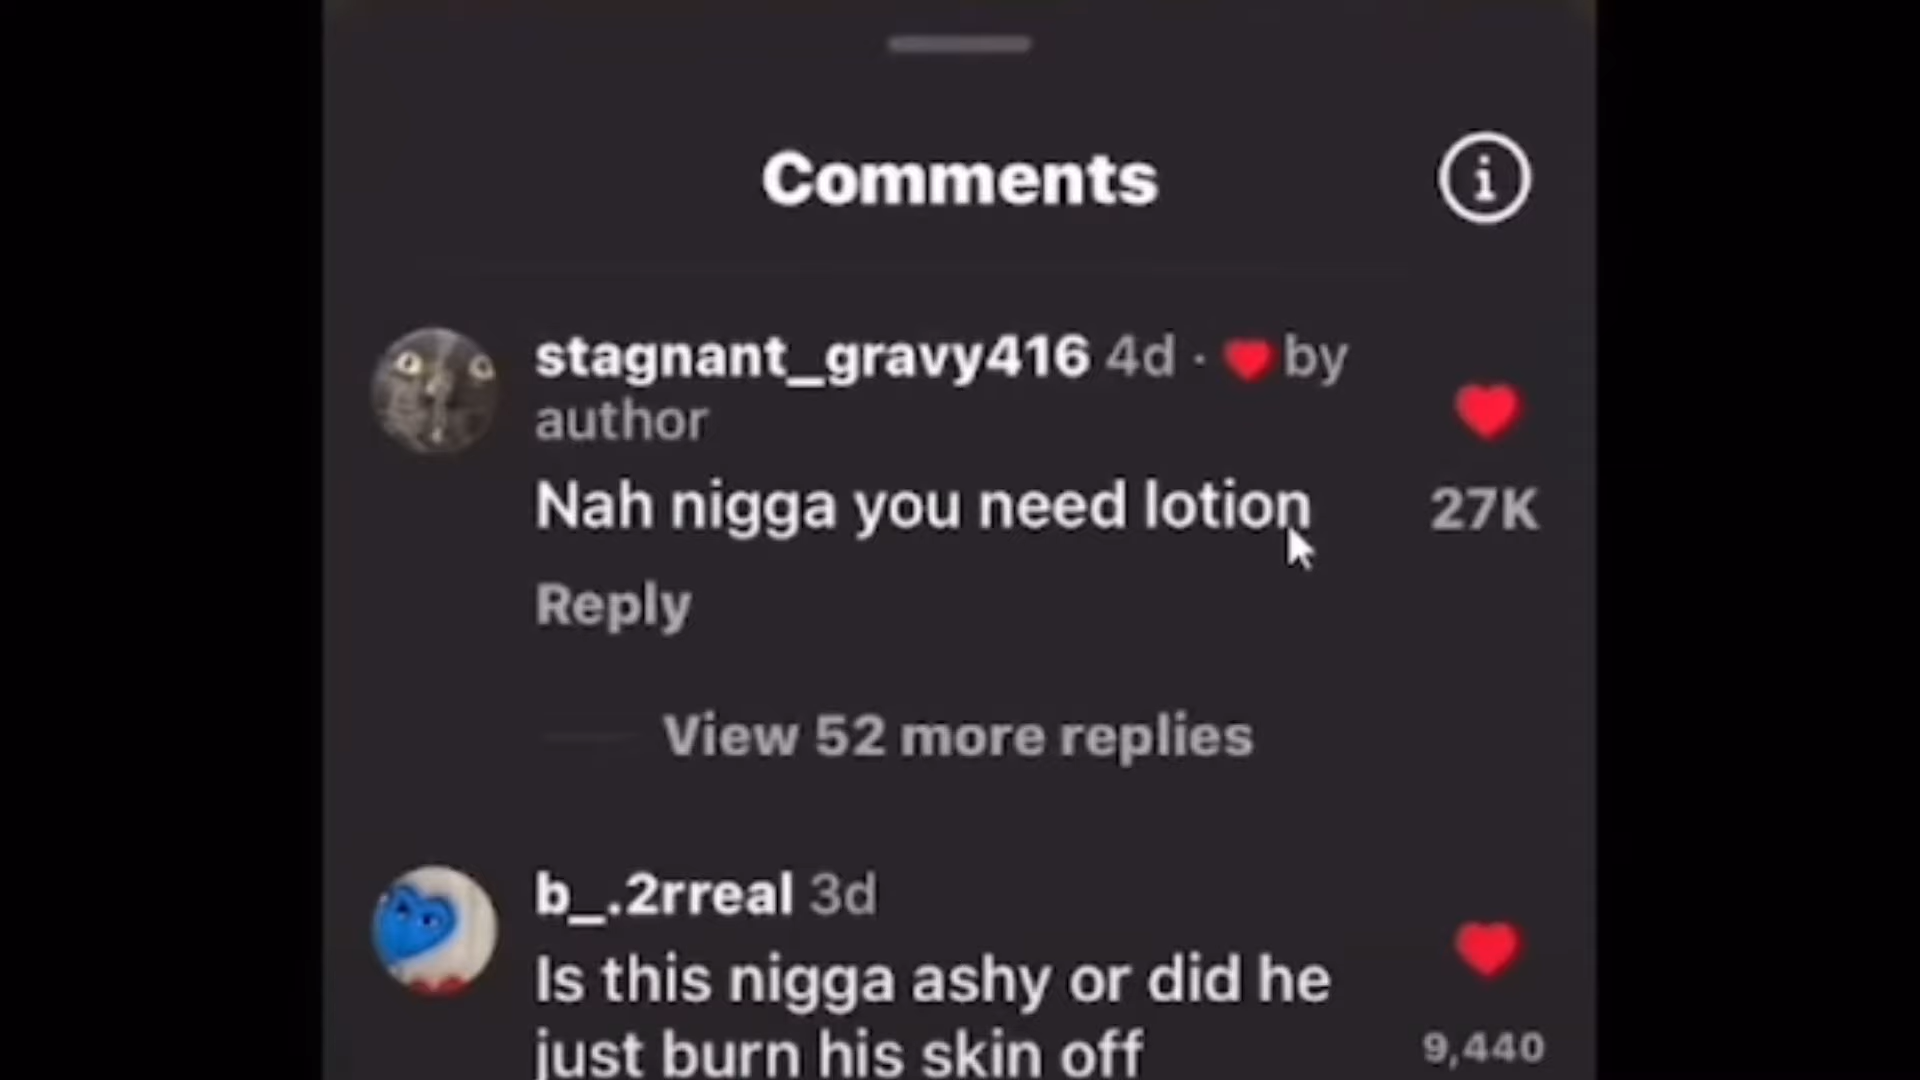 Comments
stagnant_gravy416 4d · ❤️ by
author
Nah nigga you need lotion
27K
Reply
View 52 more replies
b_.2rreal 3d
Is this nigga ashy or did he
just burn his skin off
9,440